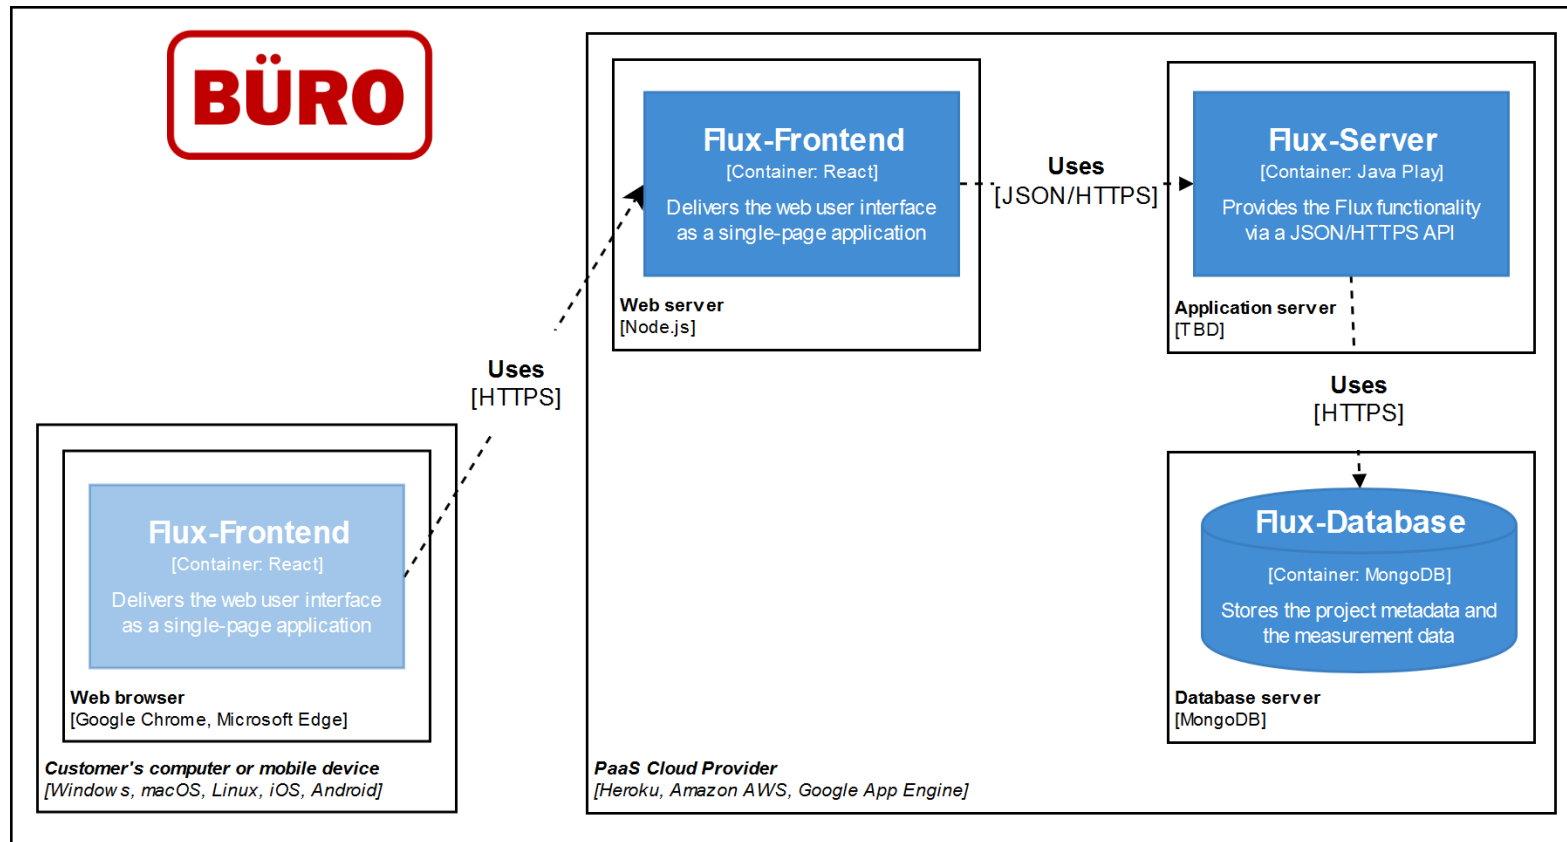 BÜRO
Flux-Frontend
[Container: React]
Delivers the web user interface
as a single-page application
Web server
[Node.js]
Uses
[JSON/HTTPS]
Flux-Server
[Container: Java Play]
Provides the Flux functionality
via a JSON/HTTPS API
Application server
[TBD]
Uses
[HTTPS]
Uses
[HTTPS]
Flux-Frontend
[Container: React]
Delivers the web user interface
as a single-page application
Web browser
[Google Chrome, Microsoft Edge]
Customer's computer or mobile device
[Windows, macOS, Linux, iOS, Android]
Flux-Database
[Container: MongoDB]
Stores the project metadata and
the measurement data
Database server
[MongoDB]
PaaS Cloud Provider
[Heroku, Amazon AWS, Google App Engine]